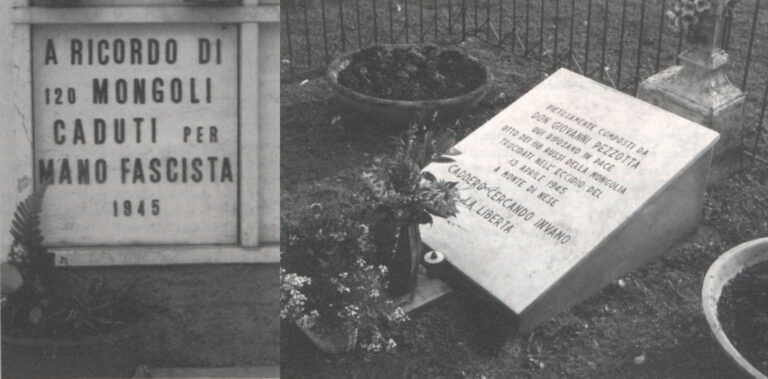 A RICORDO DI
120 MONGOLI
CADUTI PER
MANO FASCISTA
1945
PIETOSAMENTE COMPOSTI DA
DON GIOVANNI PEZZOTTA
QUI RIPOSANO IN PACE
OTTO DEI 118 RUSSI DELLA MONGOLIA
TRUCIDATI NELL'ECCIDIO DEL
13 APRILE 1945
A MONTE DI NESE
CADDERO CERCANDO INVANO
LA LIBERTA